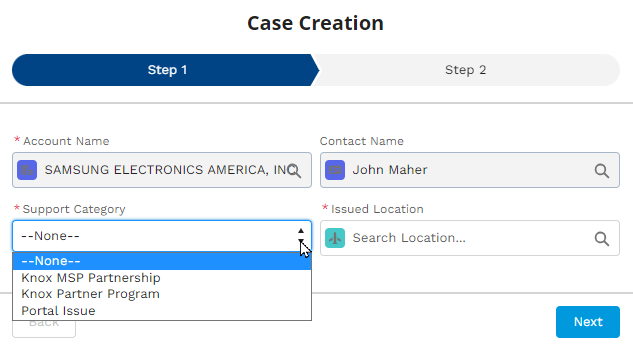 Case Creation
Step 1 Step 2
* Account Name Contact Name
SAMSUNG ELECTRONICS AMERICA, INC John Maher
* Support Category * Issued Location
--None-- Search Location...
--None--
Knox MSP Partnership
Knox Partner Program
Portal Issue
Back Next